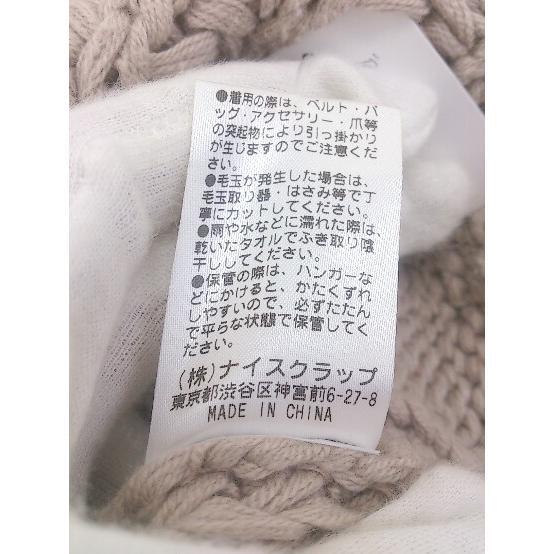 ●着用の際は、ベルト・バ
ッグ・アクセサリー・爪等
の突起物により引っ掛かり
が生じますのでご注意くだ
さい。
●毛玉が発生した場合は、
毛玉取り器・はさみ等で丁
寧にカットしてください。
●雨や水などに濡れた際は、
乾いたタオルでふき取り陰
干ししてください。
●保管の際は、ハンガーな
どにかけると、かたくずれ
しやすいので、必ずたたん
で平らな状態で保管してく
ださい。
(株)ナイスクラップ
東京都渋谷区神宮前6-27-8
MADE IN CHINA